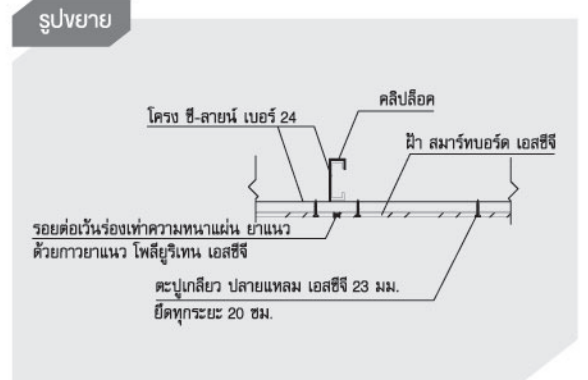 รูปขยาย
คลิปล็อค
โครง ซี-ลายน์ เบอร์ 24
ฝ้า สมาร์ทบอร์ด เอสซีจี
รอยต่อเว้นร่องเท่าความหนาแผ่น ยาแนว
ด้วยกาวยาแนว โพลียูริเทน เอสซีจี
ตะปูเกลียว ปลายแหลม เอสซีจี 23 มม.
ยึดทุกระยะ 20 ซม.